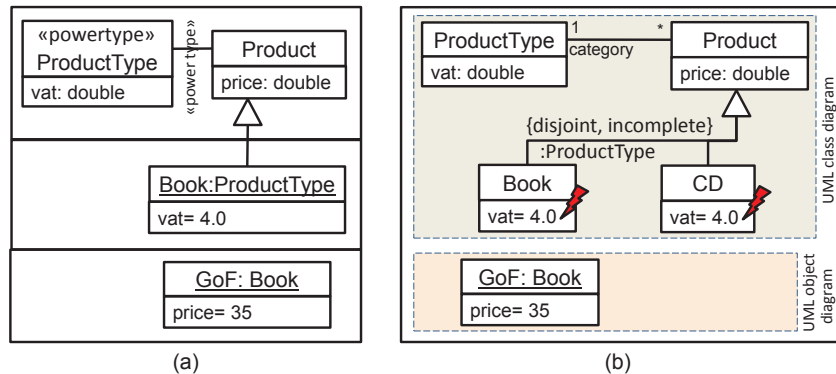 «powertype»
ProductType
vat: double
«power type»
Product
price: double
Book:ProductType
vat= 4.0
GoF: Book
price= 35
(a)
ProductType
vat: double
1
category
*
Product
price: double
{disjoint, incomplete}
:ProductType
Book
vat= 4.0
CD
vat= 4.0
UML class diagram
GoF: Book
price= 35
UML object
diagram
(b)